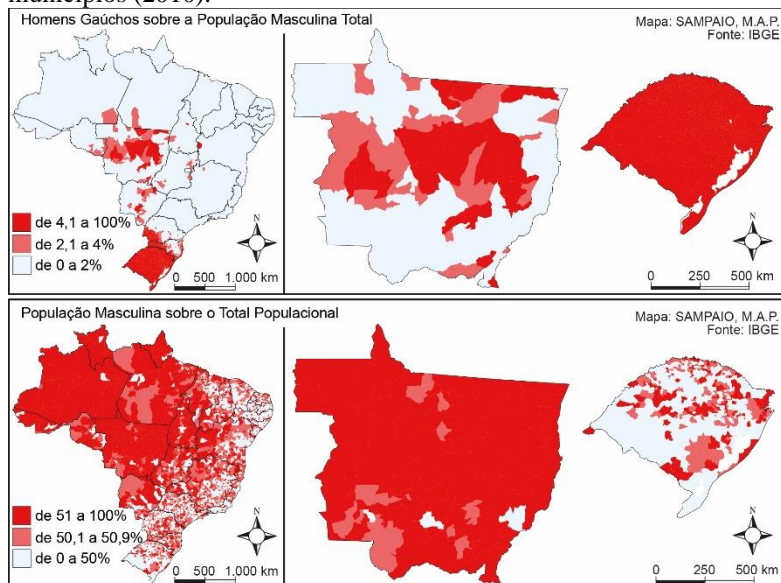 municípios (2010).
Homens Gaúchos sobre a População Masculina Total
Mapa: SAMPAIO, M.A.P.
Fonte: IBGE
de 4,1 a 100%
de 2,1 a 4%
de 0 a 2%
N
0 500 1.000 km
N
0 250 500 km
População Masculina sobre o Total Populacional
Mapa: SAMPAIO, M.A.P.
Fonte: IBGE
de 51 a 100%
de 50,1 a 50,9%
de 0 a 50%
N
0 500 1.000 km
N
0 250 500 km